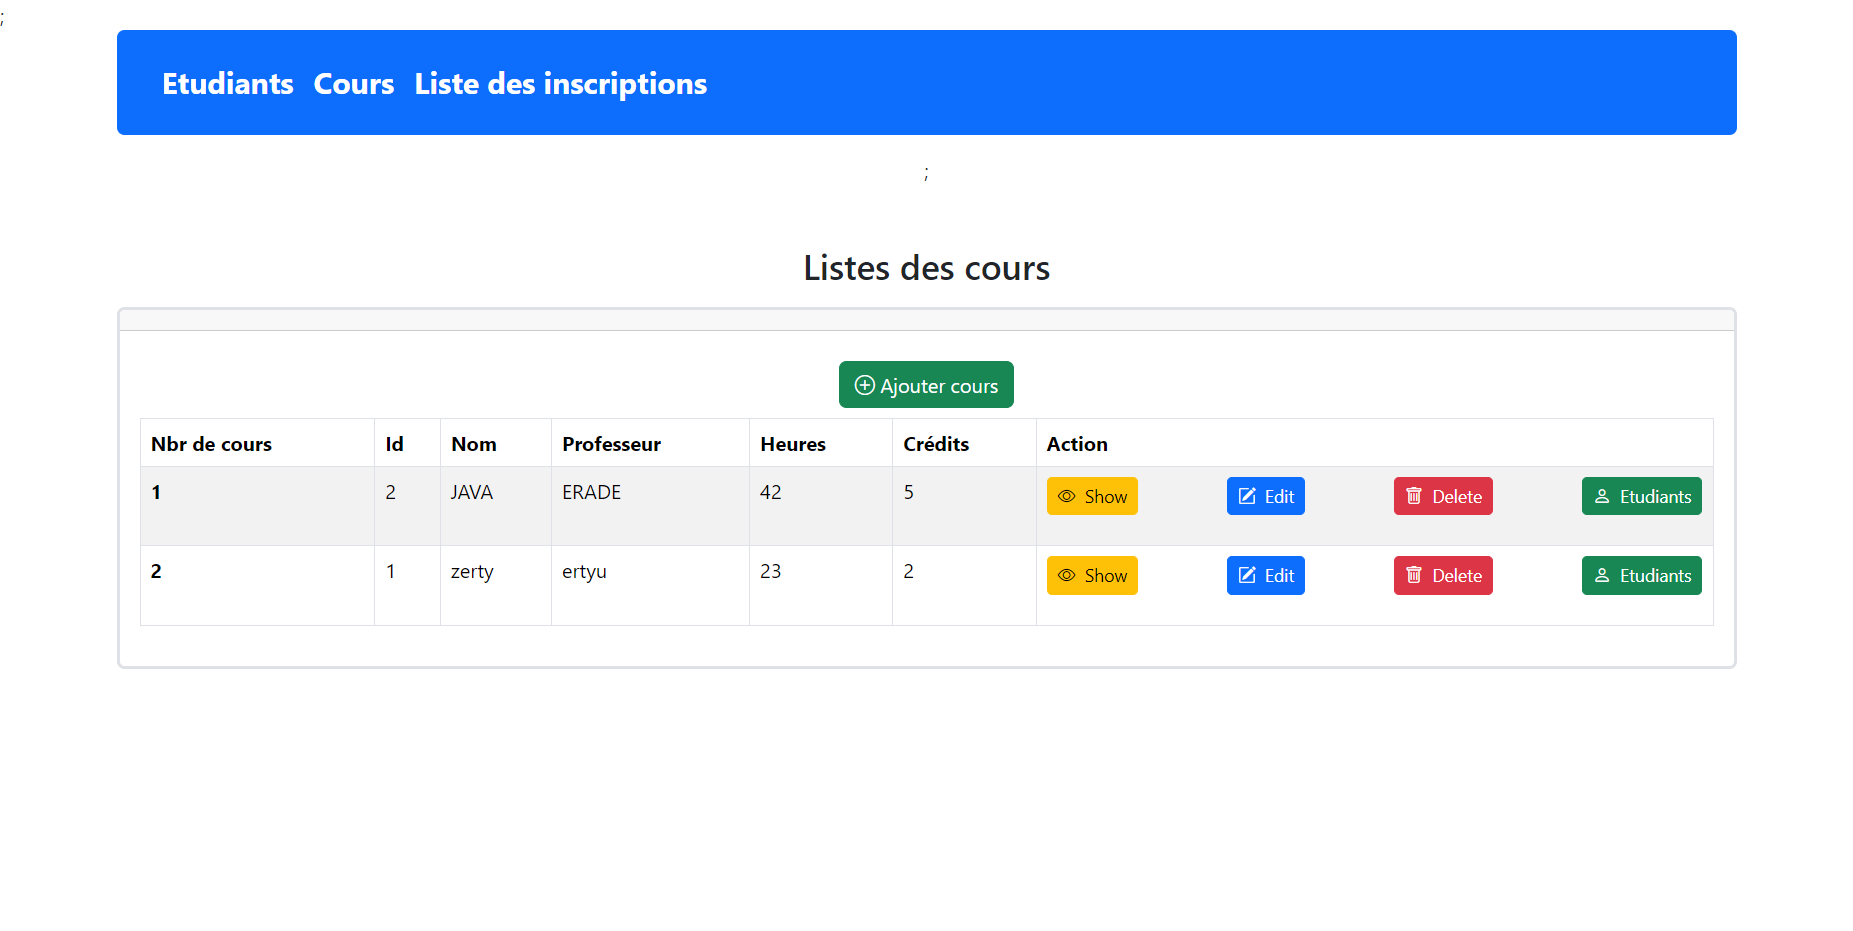 ;
Etudiants Cours Liste des inscriptions
;
Listes des cours
Ajouter cours
Nbr de cours Id Nom Professeur Heures Crédits Action
1 2 JAVA ERADE 42 5 Show Edit Delete Etudiants
2 1 zerty ertyu 23 2 Show Edit Delete Etudiants